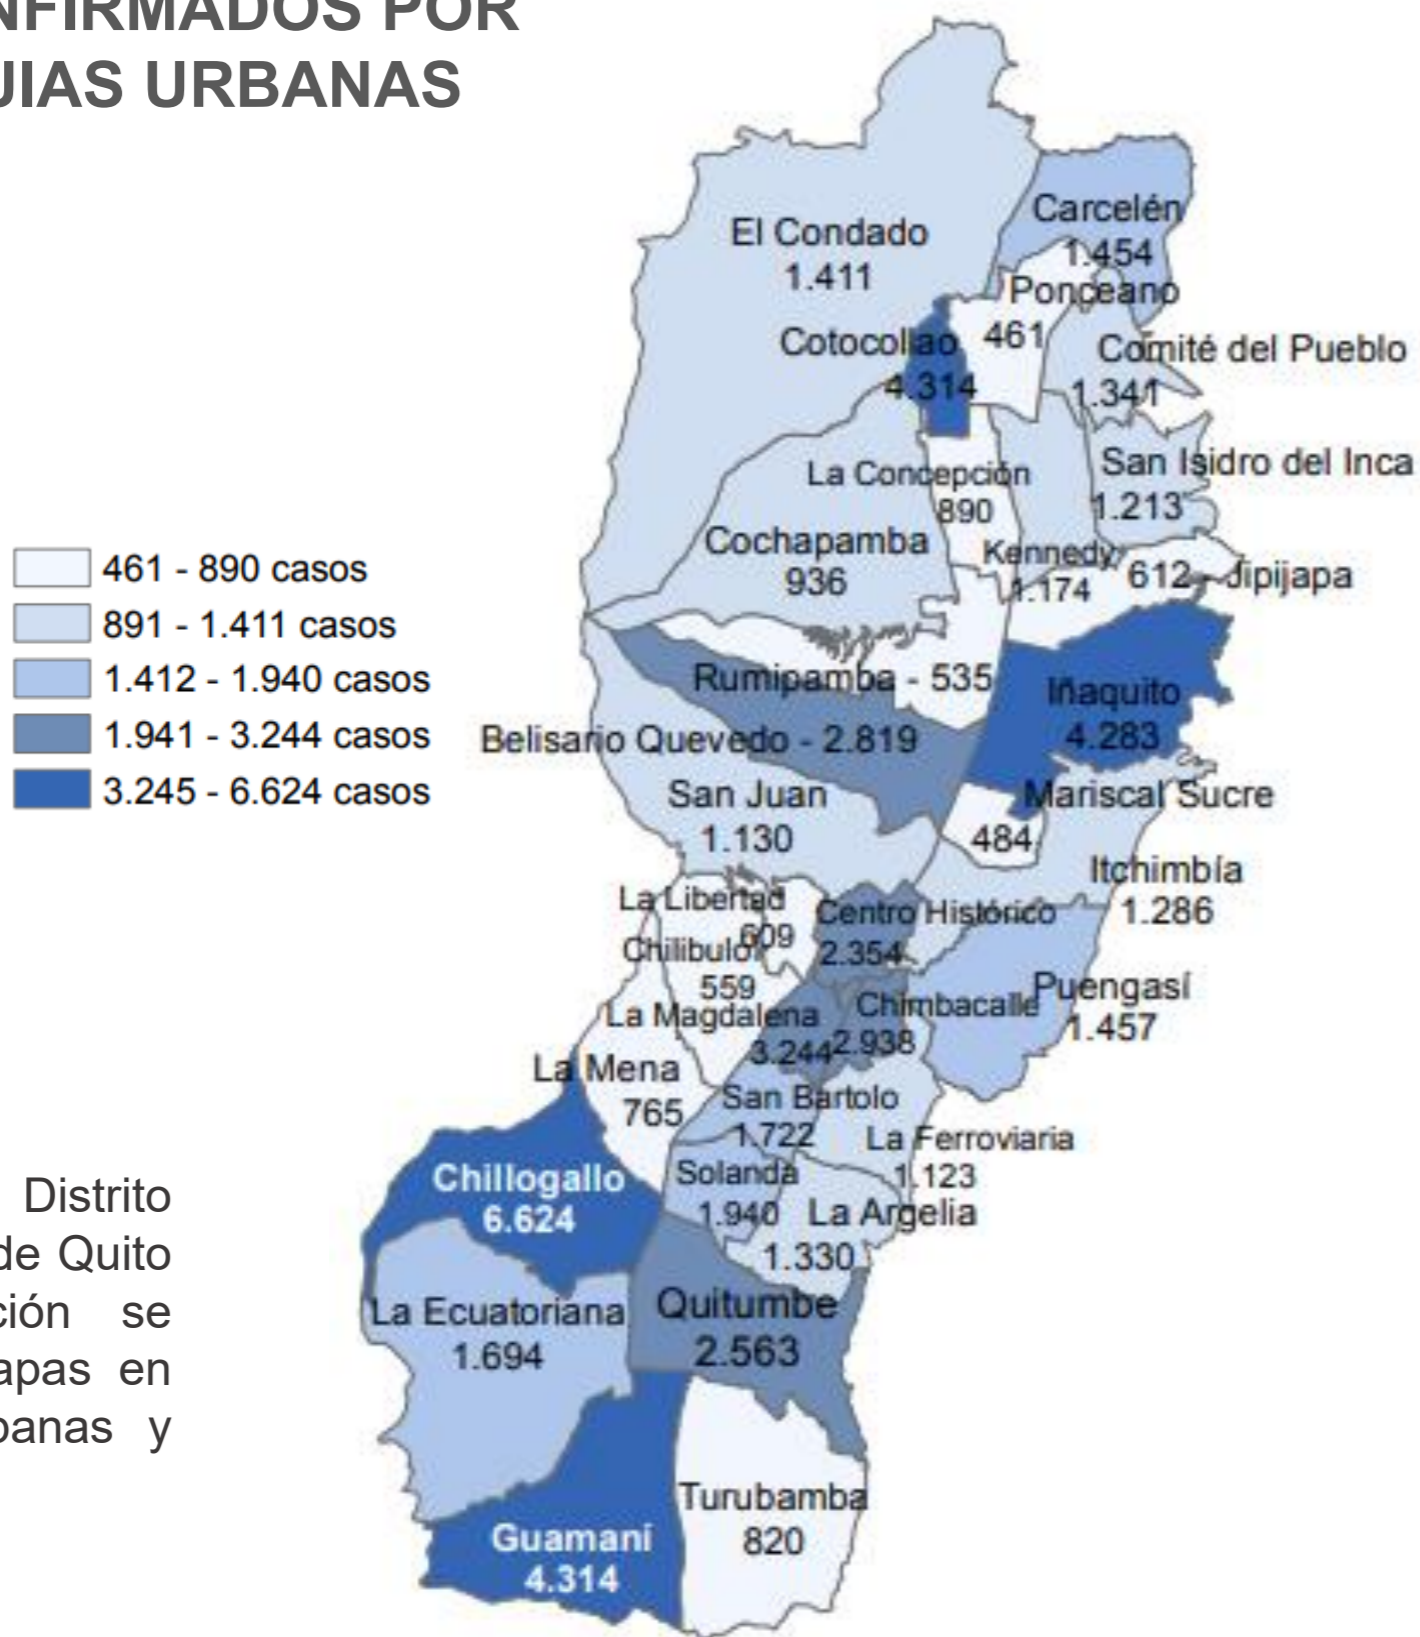 NFIRMADOS POR
UIAS URBANAS
El Condado
1.411
Carcelén
1.454
Ponceano
461
Cotocollao
4.314
Comité del Pueblo
1.341
La Concepción
890
San Isidro del Inca
1.213
Cochapamba
936
Kennedy
1.174
612 - Jipijapa
461 - 890 casos
891 - 1.411 casos
1.412 - 1.940 casos
1.941 - 3.244 casos
3.245 - 6.624 casos
Rumipamba - 535
Iñaquito
4.283
Belisario Quevedo - 2.819
San Juan
1.130
Mariscal Sucre
484
Itchimbía
1.286
La Libertad
609
Centro Histórico
2.354
Chilibulo
559
Puengasí
1.457
Chimbacalle
2.938
La Magdalena
3.244
La Mena
765
San Bartolo
1.722
La Ferroviaria
1.123
Chillogallo
6.624
Solanda
1.940
La Argelia
1.330
La Ecuatoriana
1.694
Quitumbe
2.563
Turubamba
820
Guamaní
4.314
Distrito
de Quito
ción se
apas en
banas y